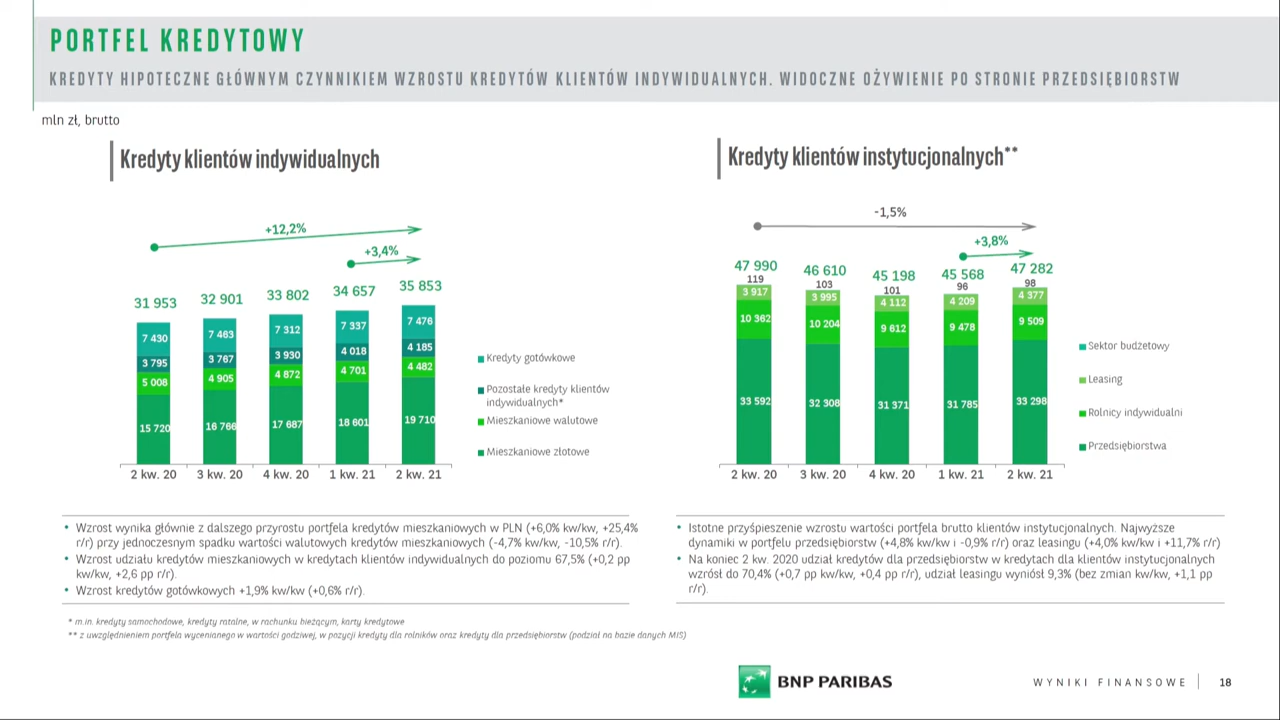 PORTFEL KREDYTOWY
KREDYTY HIPOTECZNE GŁÓWNYM CZYNNIKIEM WZROSTU KREDYTÓW KLIENTÓW INDYWIDUALNYCH. WIDOCZNE OŻYWIENIE PO STRONIE PRZEDSIĘBIORSTW
mln zł, brutto
Kredyty klientów indywidualnych
+12,2%
+3,4%
31 953 32 901 33 802 34 657 35 853
7 430 7 463 7 312 7 337 7 476
3 795 3 767 3 930 4 018 4 185
5 008 4 905 4 872 4 701 4 482
15 720 16 766 17 687 18 601 19 710
2 kw. 20 3 kw. 20 4 kw. 20 1 kw. 21 2 kw. 21
Kredyty gotówkowe
Pozostałe kredyty klientów
indywidualnych*
Mieszkaniowe walutowe
Mieszkaniowe złotowe
Wzrost wynika głównie z dalszego przyrostu portfela kredytów mieszkaniowych w PLN (+6,0% kw/kw, +25,4%
r/r) przy jednoczesnym spadku wartości walutowych kredytów mieszkaniowych (-4,7% kw/kw, -10,5% r/r).
Wzrost udziału kredytów mieszkaniowych w kredytach klientów indywidualnych do poziomu 67,5% (+0,2 pp
kw/kw, +2,6 pp r/r).
Wzrost kredytów gotówkowych +1,9% kw/kw (+0,6% r/r).
Kredyty klientów instytucjonalnych**
-1,5%
+3,8%
47 990 46 610 45 198 45 568 47 282
119 103 101 96 98
3 917 3 995 4 112 4 209 4 377
10 362 10 204 9 612 9 478 9 509
33 592 32 308 31 371 31 785 33 298
2 kw. 20 3 kw. 20 4 kw. 20 1 kw. 21 2 kw. 21
Sektor budżetowy
Leasing
Rolnicy indywidualni
Przedsiębiorstwa
Istotne przyśpieszenie wzrostu wartości portfela brutto klientów instytucjonalnych. Najwyższe
dynamiki w portfelu przedsiębiorstw (+4,8% kw/kw i -0,9% r/r) oraz leasingu (+4,0% kw/kw i +11,7% r/r)
Na koniec 2 kw. 2020 udział kredytów dla przedsiębiorstw w kredytach dla klientów instytucjonalnych
wzrósł do 70,4% (+0,7 pp kw/kw, +0,4 pp r/r), udział leasingu wyniósł 9,3% (bez zmian kw/kw, +1,1 pp
r/r).
* m.in. kredyty samochodowe, kredyty ratalne, w rachunku bieżącym, karty kredytowe
** z uwzględnieniem portfela wycenianego w wartości godziwej, w pozycji kredyty dla rolników oraz kredyty dla przedsiębiorstw (podział na bazie danych MIS)
BNP PARIBAS
WYNIKI FINANSOWE 18